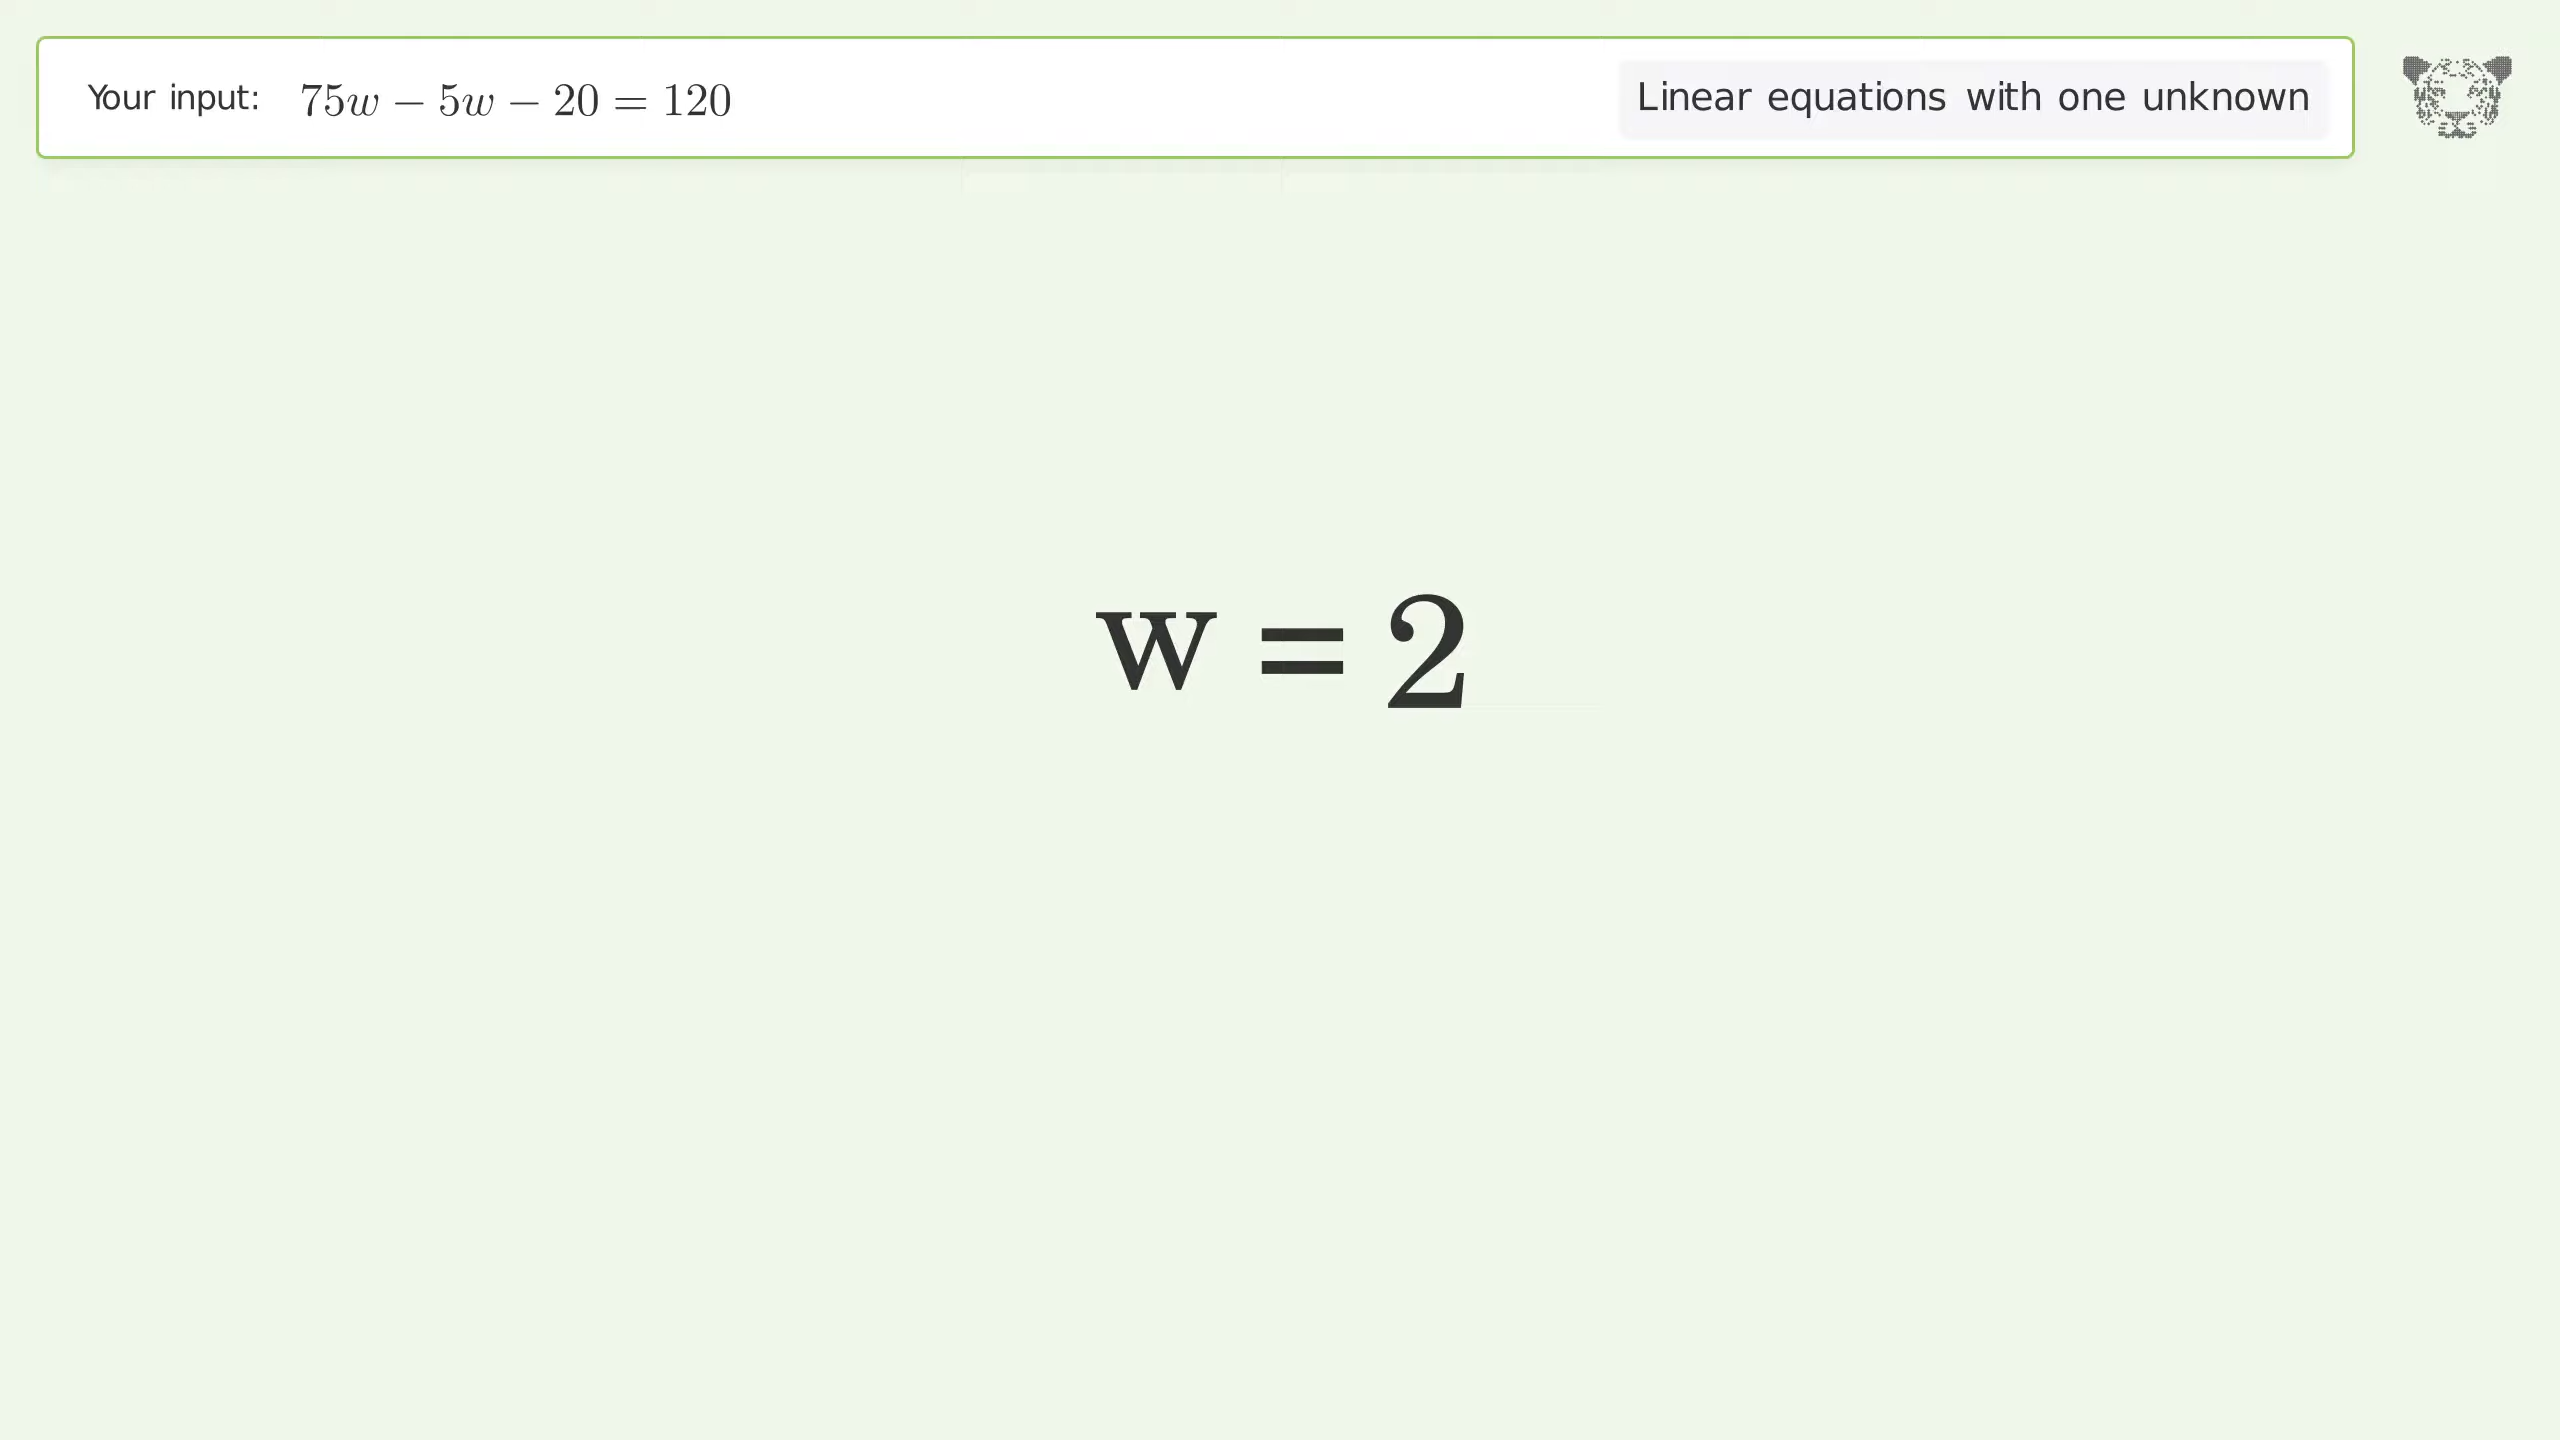 Your input: 75w − 5w − 20 = 120
Linear equations with one unknown
w = 2